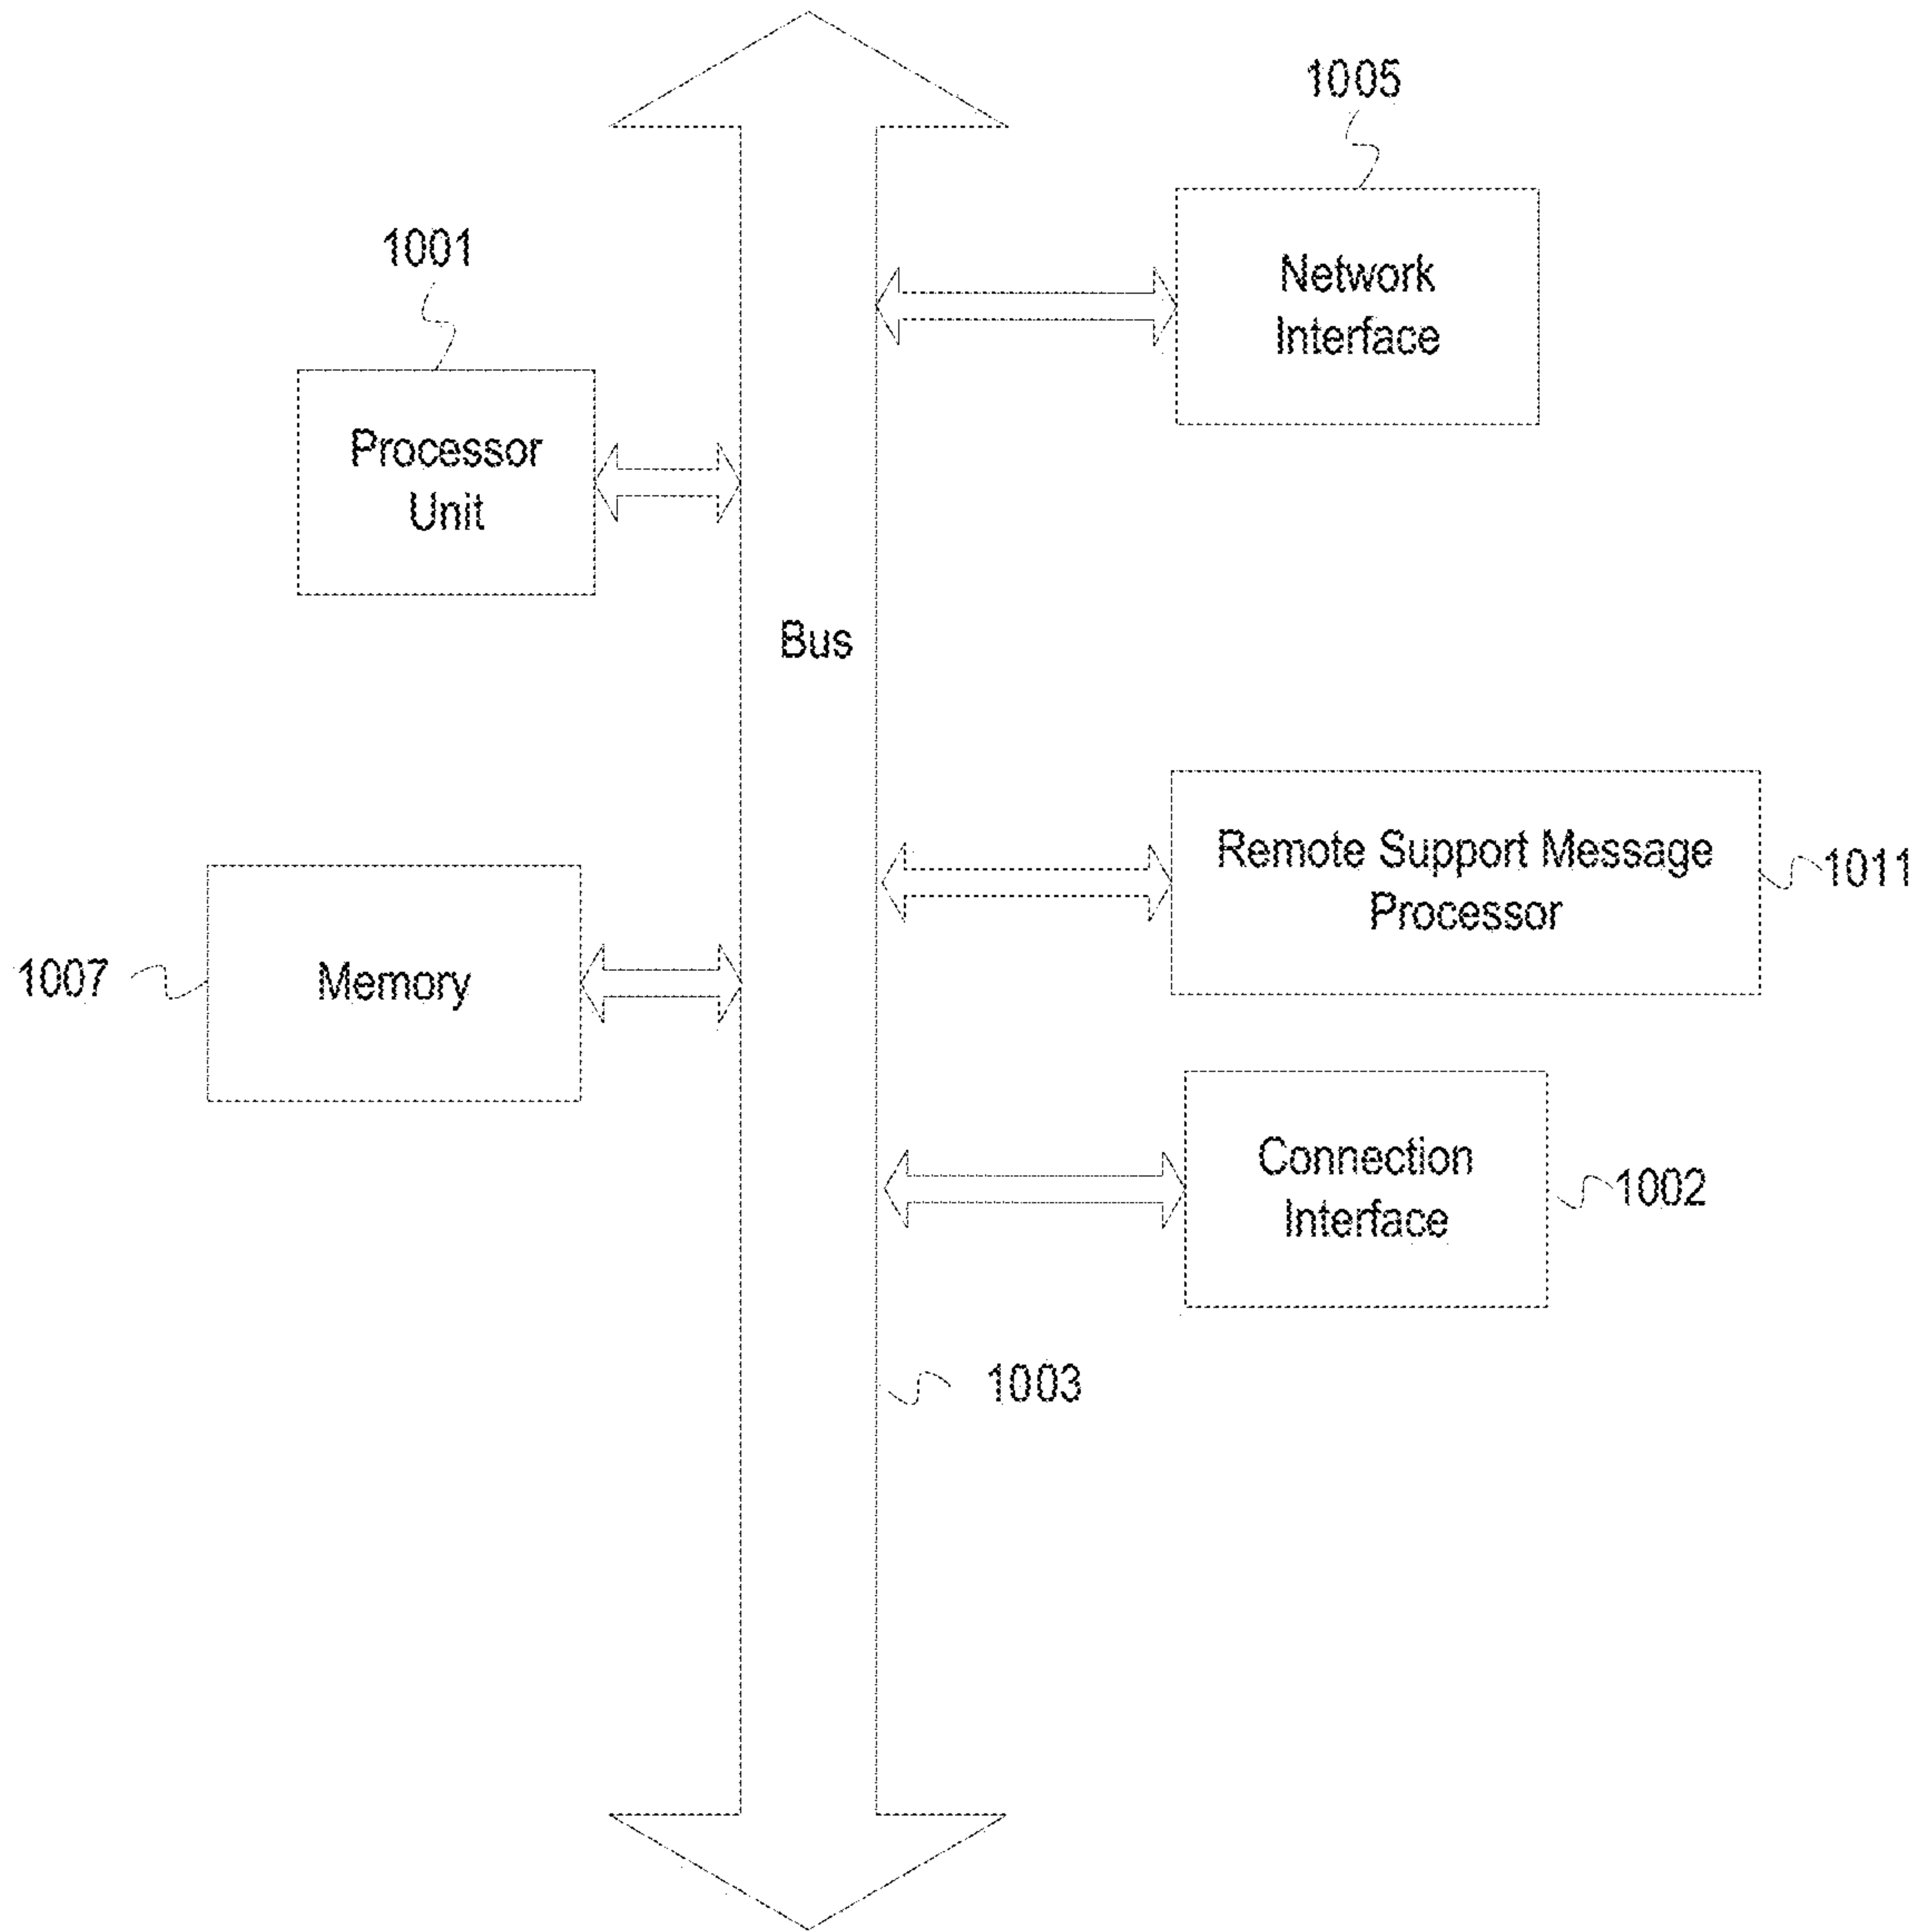 1005
Network
Interface
1001
Processor
Unit
Bus
Remote Support Message
Processor
1011
1007
Memory
Connection
Interface
1002
1003